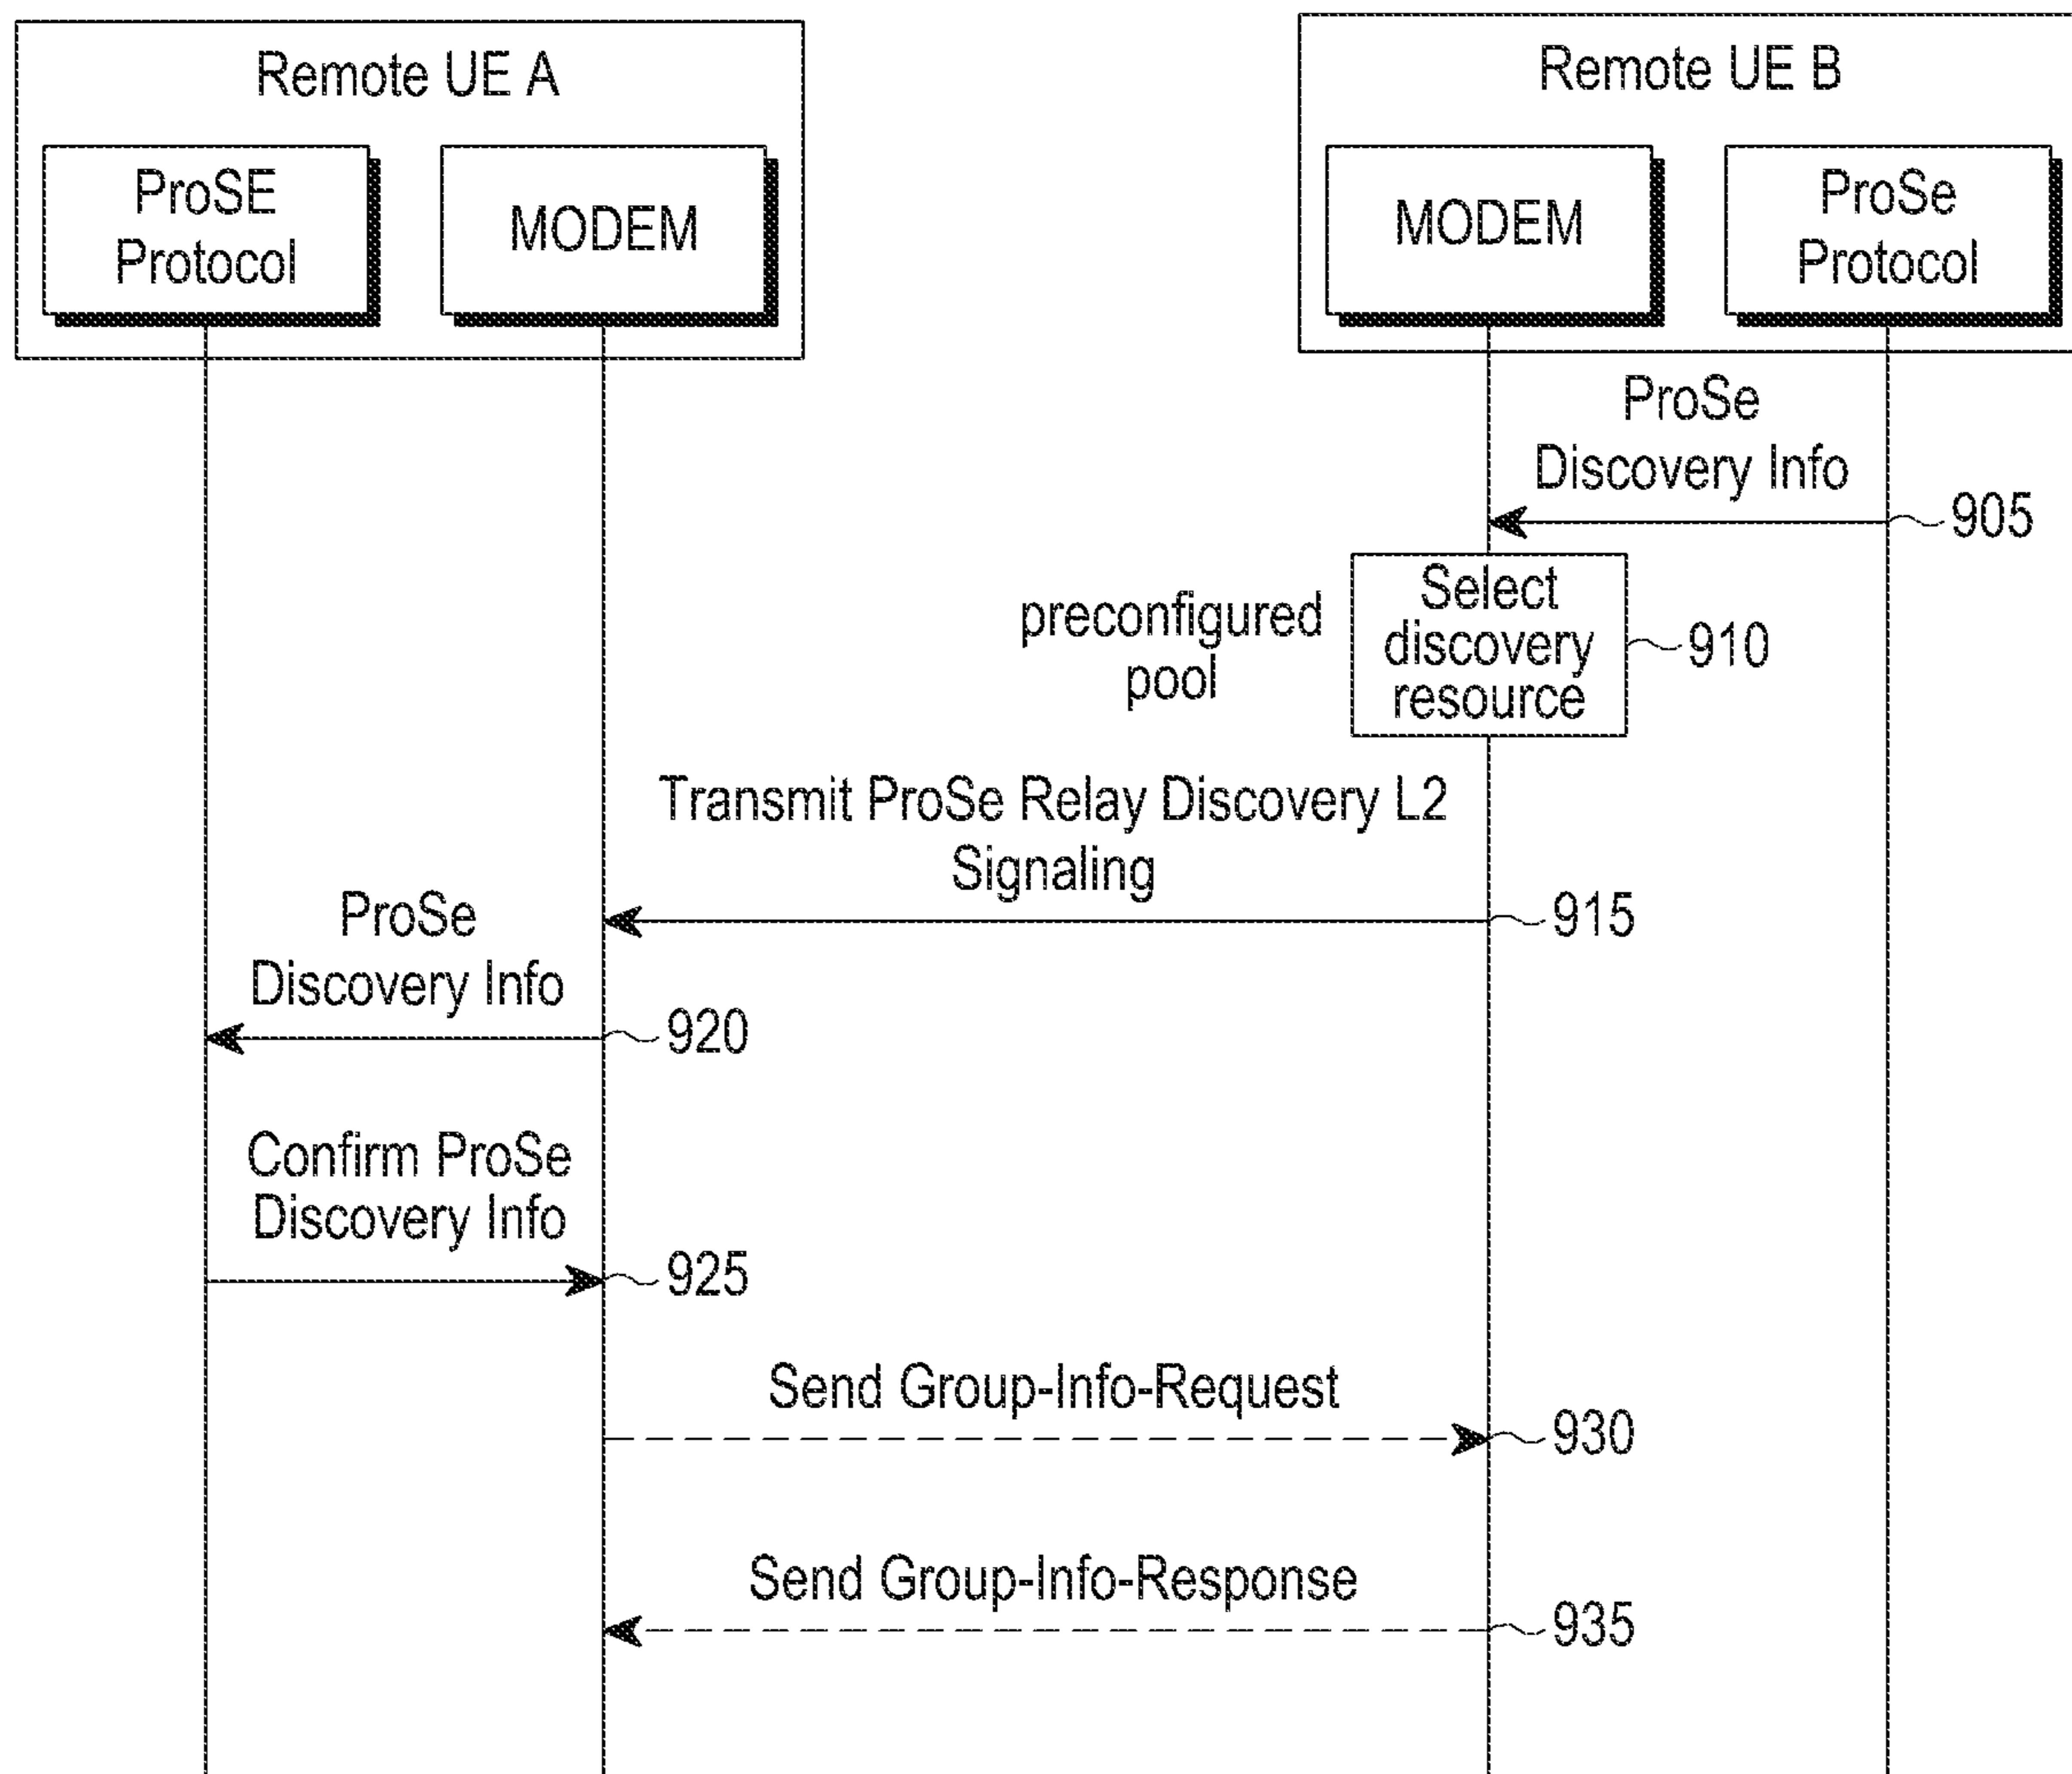 Remote UE A
ProSE
Protocol
MODEM
Remote UE B
MODEM
ProSe
Protocol
ProSe
Discovery Info
905
preconfigured
pool
Select
discovery
resource
910
Transmit ProSe Relay Discovery L2
Signaling
915
ProSe
Discovery Info
920
Confirm ProSe
Discovery Info
925
Send Group-Info-Request
930
Send Group-Info-Response
935